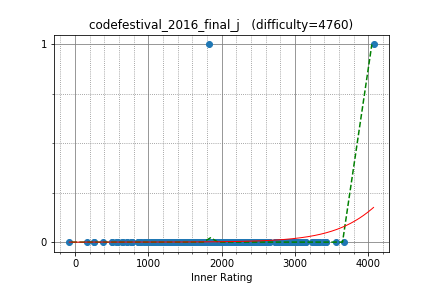 codefestival_2016_final_j   (difficulty=4760)
1
0
0 1000 2000 3000 4000
Inner Rating